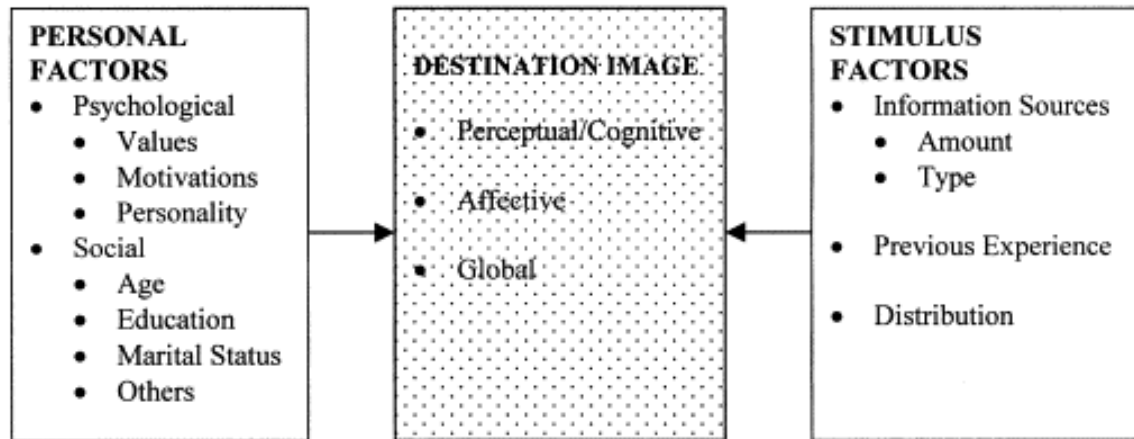 PERSONAL
FACTORS
• Psychological
• Values
• Motivations
• Personality
• Social
• Age
• Education
• Marital Status
• Others
DESTINATION IMAGE
• Perceptual/Cognitive
• Affective
• Global
STIMULUS
FACTORS
• Information Sources
• Amount
• Type
• Previous Experience
• Distribution